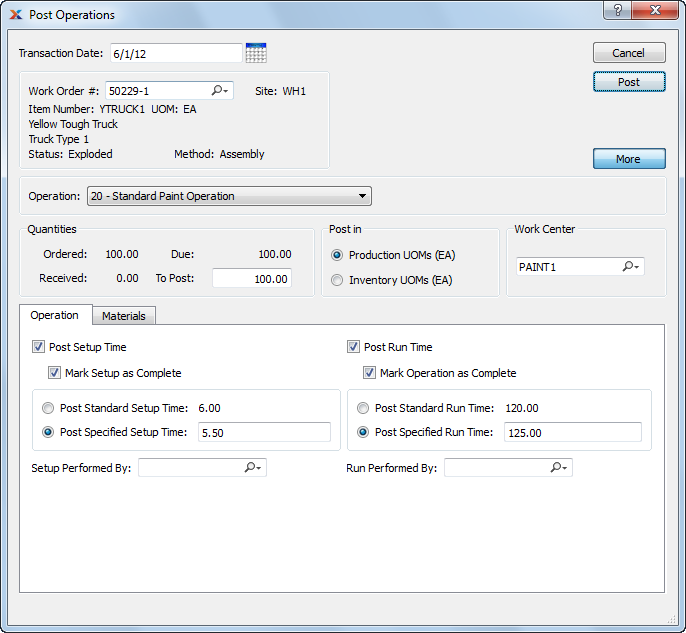 Post Operations
Transaction Date: 6/1/12
Cancel
Work Order #: 50229-1 Site: WH1
Post
Item Number: YTRUCK1 UOM: EA
Yellow Tough Truck
Truck Type 1
Status: Exploded Method: Assembly
More
Operation: 20 - Standard Paint Operation
Quantities Post in Work Center
Ordered: 100.00 Due: 100.00 Production UOMs (EA)
PAINT1
Received: 0.00 To Post: 100.00 Inventory UOMs (EA)
Operation Materials
Post Setup Time Post Run Time
Mark Setup as Complete Mark Operation as Complete
Post Standard Setup Time: 6.00 Post Standard Run Time: 120.00
Post Specified Setup Time: 5.50 Post Specified Run Time: 125.00
Setup Performed By: Run Performed By: